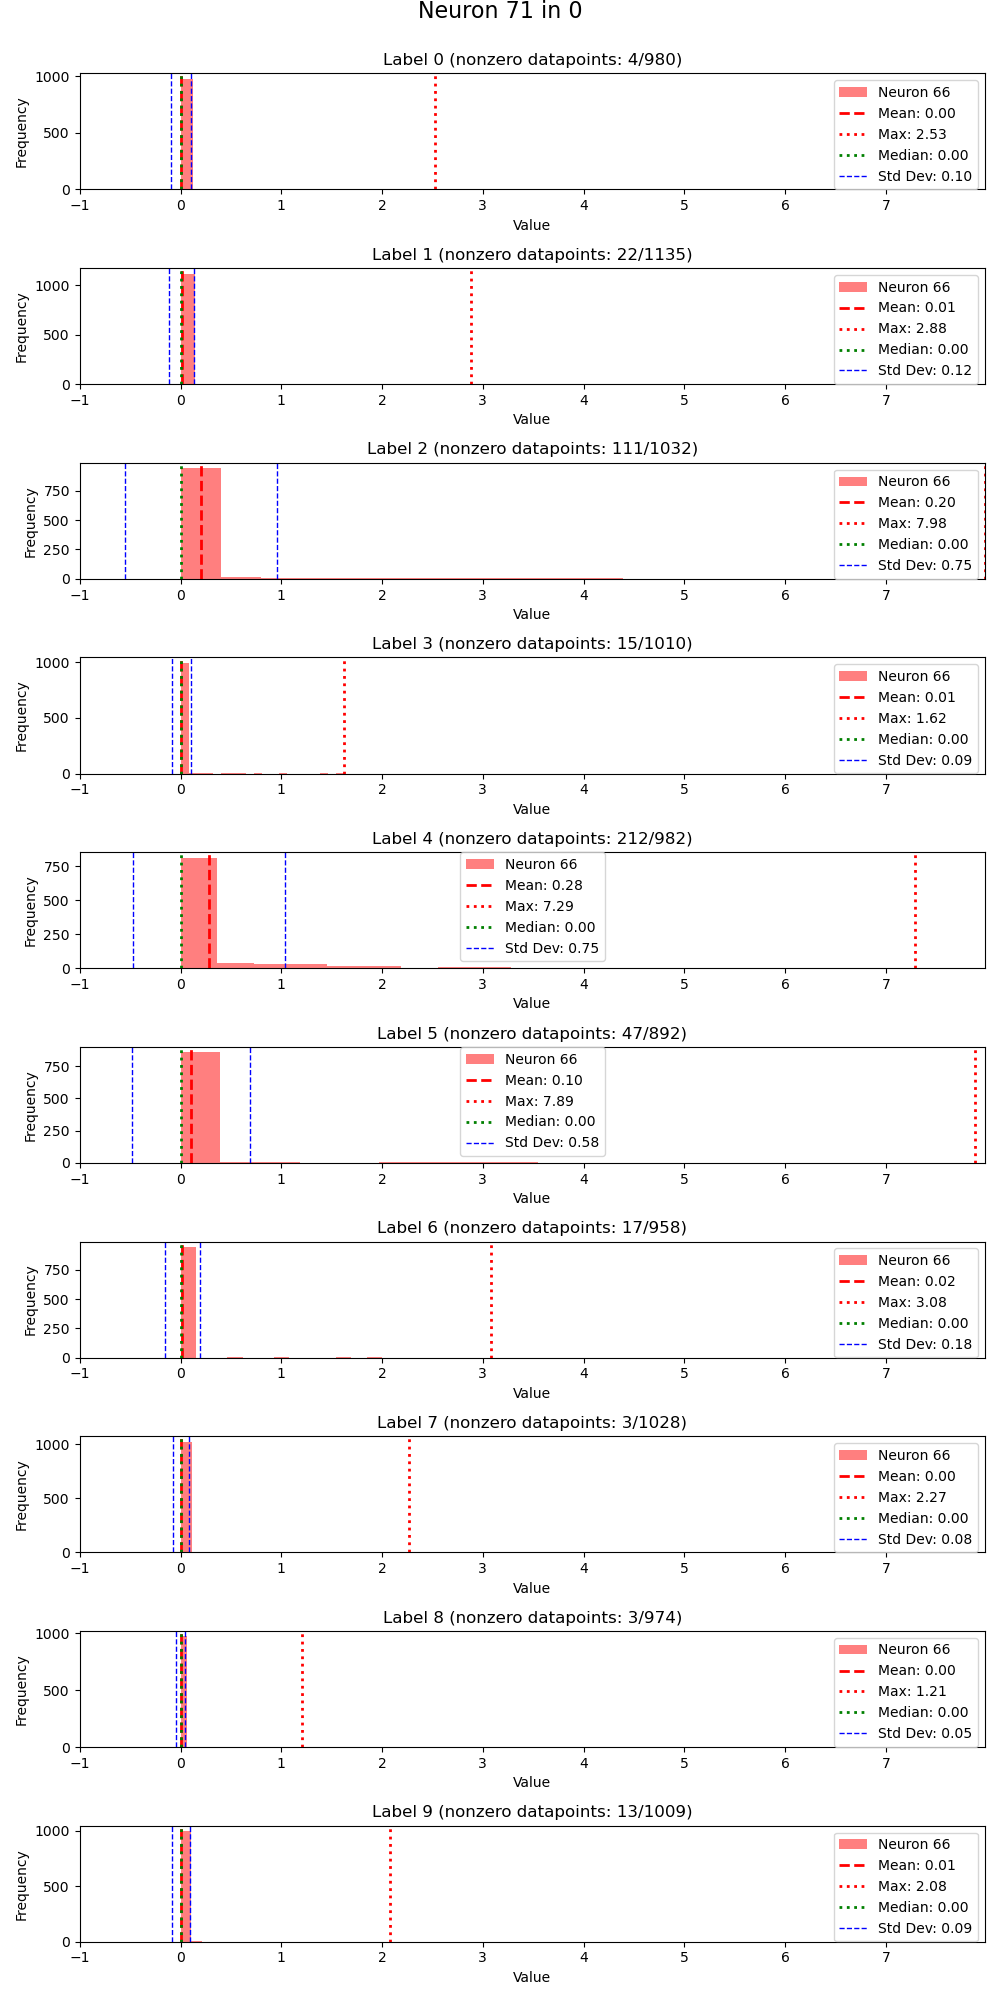 Neuron 71 in 0
Label 0 (nonzero datapoints: 4/980)
Frequency
1000
500
0
Neuron 66
Mean: 0.00
Max: 2.53
Median: 0.00
Std Dev: 0.10
−1 0 1 2 3 4 5 6 7
Value
Label 1 (nonzero datapoints: 22/1135)
Frequency
1000
500
0
Neuron 66
Mean: 0.01
Max: 2.88
Median: 0.00
Std Dev: 0.12
−1 0 1 2 3 4 5 6 7
Value
Label 2 (nonzero datapoints: 111/1032)
Frequency
750
500
250
0
Neuron 66
Mean: 0.20
Max: 7.98
Median: 0.00
Std Dev: 0.75
−1 0 1 2 3 4 5 6 7
Value
Label 3 (nonzero datapoints: 15/1010)
Frequency
1000
500
0
Neuron 66
Mean: 0.01
Max: 1.62
Median: 0.00
Std Dev: 0.09
−1 0 1 2 3 4 5 6 7
Value
Label 4 (nonzero datapoints: 212/982)
Frequency
750
500
250
0
Neuron 66
Mean: 0.28
Max: 7.29
Median: 0.00
Std Dev: 0.75
−1 0 1 2 3 4 5 6 7
Value
Label 5 (nonzero datapoints: 47/892)
Frequency
750
500
250
0
Neuron 66
Mean: 0.10
Max: 7.89
Median: 0.00
Std Dev: 0.58
−1 0 1 2 3 4 5 6 7
Value
Label 6 (nonzero datapoints: 17/958)
Frequency
750
500
250
0
Neuron 66
Mean: 0.02
Max: 3.08
Median: 0.00
Std Dev: 0.18
−1 0 1 2 3 4 5 6 7
Value
Label 7 (nonzero datapoints: 3/1028)
Frequency
1000
500
0
Neuron 66
Mean: 0.00
Max: 2.27
Median: 0.00
Std Dev: 0.08
−1 0 1 2 3 4 5 6 7
Value
Label 8 (nonzero datapoints: 3/974)
Frequency
1000
500
0
Neuron 66
Mean: 0.00
Max: 1.21
Median: 0.00
Std Dev: 0.05
−1 0 1 2 3 4 5 6 7
Value
Label 9 (nonzero datapoints: 13/1009)
Frequency
1000
500
0
Neuron 66
Mean: 0.01
Max: 2.08
Median: 0.00
Std Dev: 0.09
−1 0 1 2 3 4 5 6 7
Value